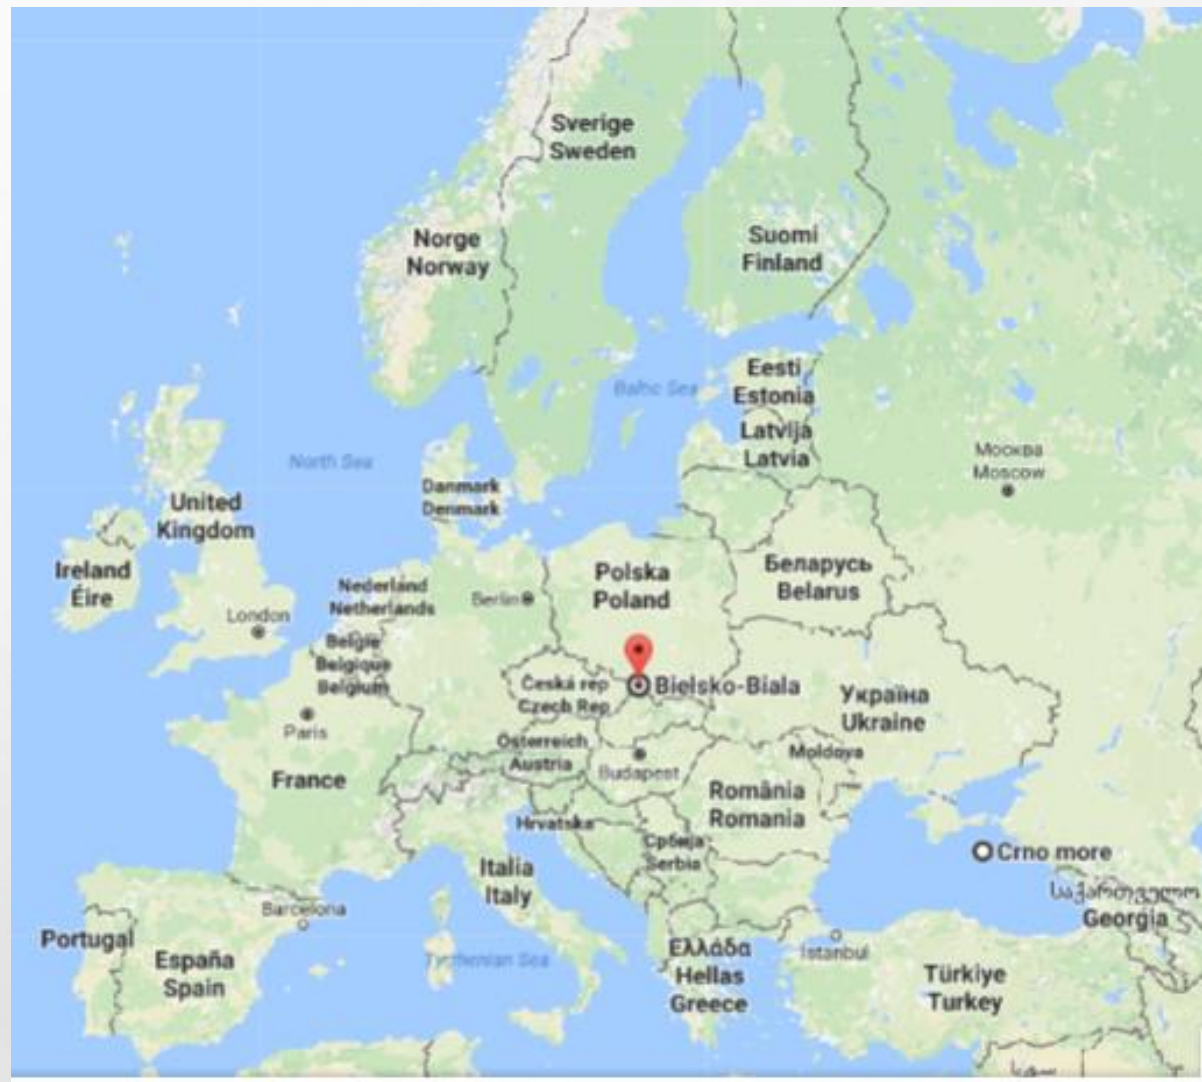 Sverige
Sweden
Norge
Norway
Suomi
Finland
Eesti
Estonia
Baltic Sea
Latvija
Latvia
Москва
Moscow
North Sea
Danmark
Denmark
United
Kingdom
Ireland
Éire
Nederland
Netherlands
Berlin
Polska
Poland
Беларусь
Belarus
London
België
Belgique
Belgium
Česká rep
Czech Rep
Bielsko-Biala
Україна
Ukraine
Paris
Österreich
Austria
Budapest
Moldova
France
România
Romania
Hrvatska
Србија
Serbia
Crno more
Italia
Italy
საქართველო
Georgia
Barcelona
Portugal
España
Spain
Tyrrhenian Sea
Ελλάδα
Hellas
Greece
Istanbul
Türkiye
Turkey